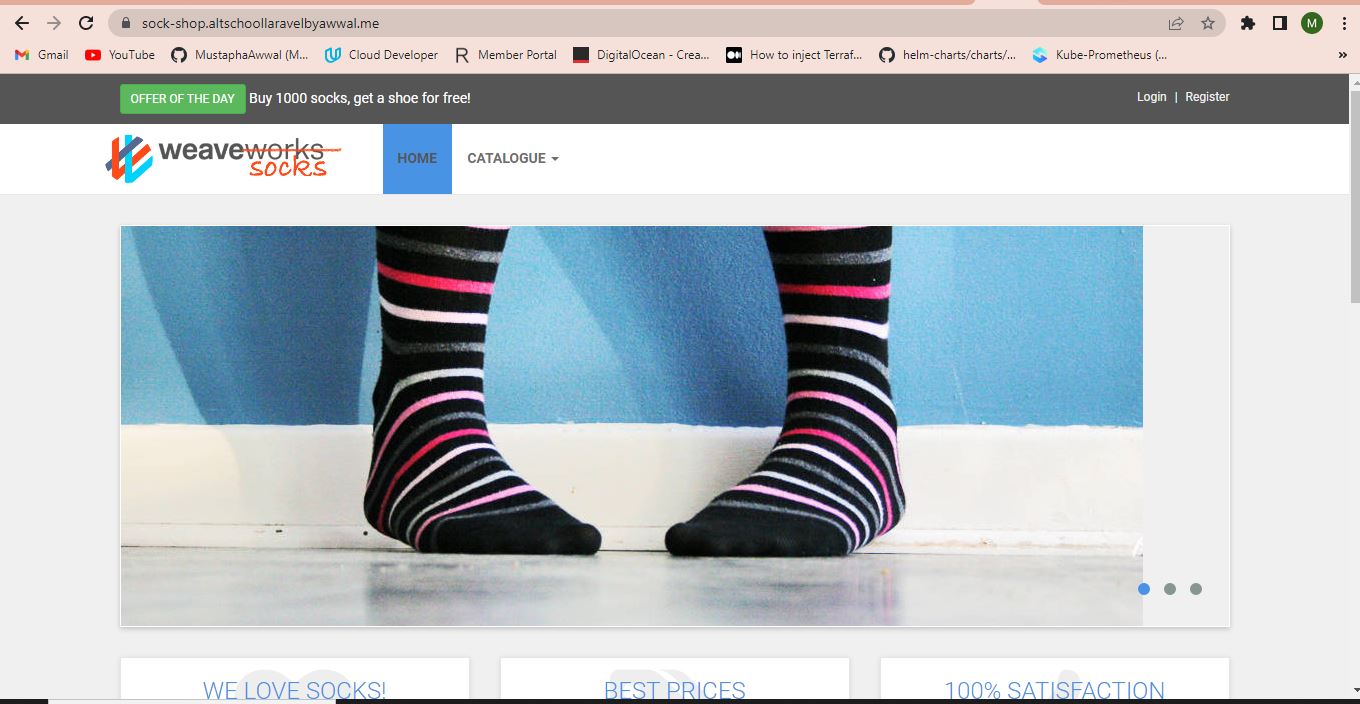 sock-shop.altschoollaravelbyawwal.me
M
Gmail
YouTube
MustaphaAwwal (M...
Cloud Developer
Member Portal
DigitalOcean - Crea...
How to inject Terraf...
helm-charts/charts/...
Kube-Prometheus (...
»
OFFER OF THE DAY Buy 1000 socks, get a shoe for free!
Login | Register
weaveworks
socks
HOME
CATALOGUE
WE LOVE SOCKS!
BEST PRICES
100% SATISFACTION